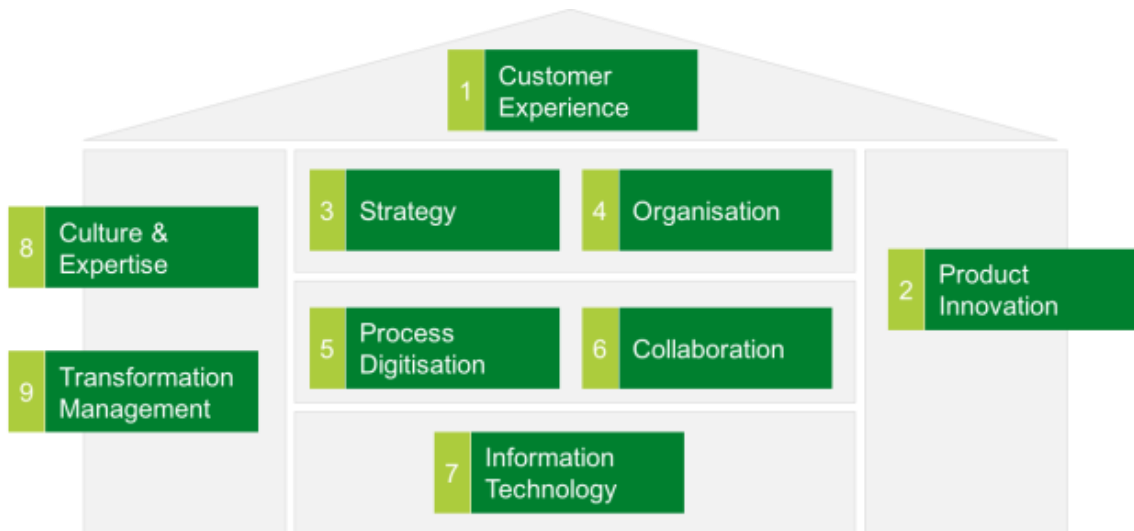 1
Customer
Experience
3
Strategy
4
Organisation
8
Culture &
Expertise
2
Product
Innovation
5
Process
Digitisation
6
Collaboration
9
Transformation
Management
7
Information
Technology